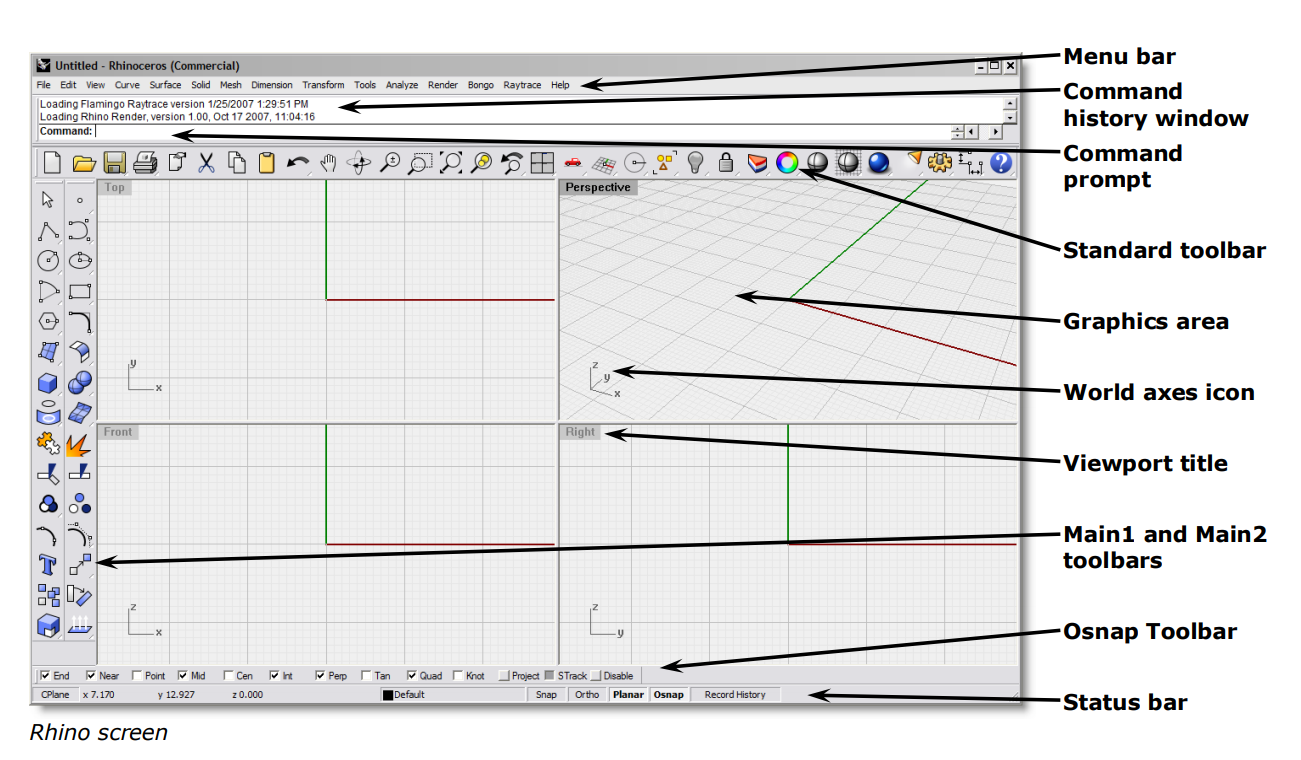 Untitled - Rhinoceros (Commercial)
File Edit View Curve Surface Solid Mesh Dimension Transform Tools Analyze Render Bongo Raytrace Help
Loading Flamingo Raytrace version 1/25/2007 1:29:51 PM
Loading Rhino Render, version 1.00, Oct 17 2007, 11:04:16
Command:
Menu bar
Command
history window
Command
prompt
Standard toolbar
Graphics area
World axes icon
Viewport title
Main1 and Main2
toolbars
Osnap Toolbar
Status bar
Top
y
x
Perspective
z
y
x
Front
z
x
Right
z
y
End Near Point Mid Cen Int Perp Tan Quad Knot Project STrack Disable
CPlane x 7.170 y 12.927 z 0.000 Default Snap Ortho Planar Osnap Record History
Rhino screen